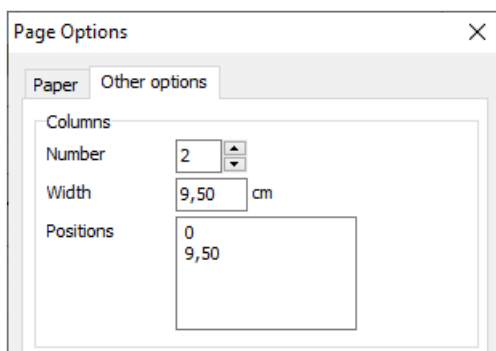 Page Options
Paper Other options
Columns
Number 2
Width 9,50 cm
Positions 0
9,50